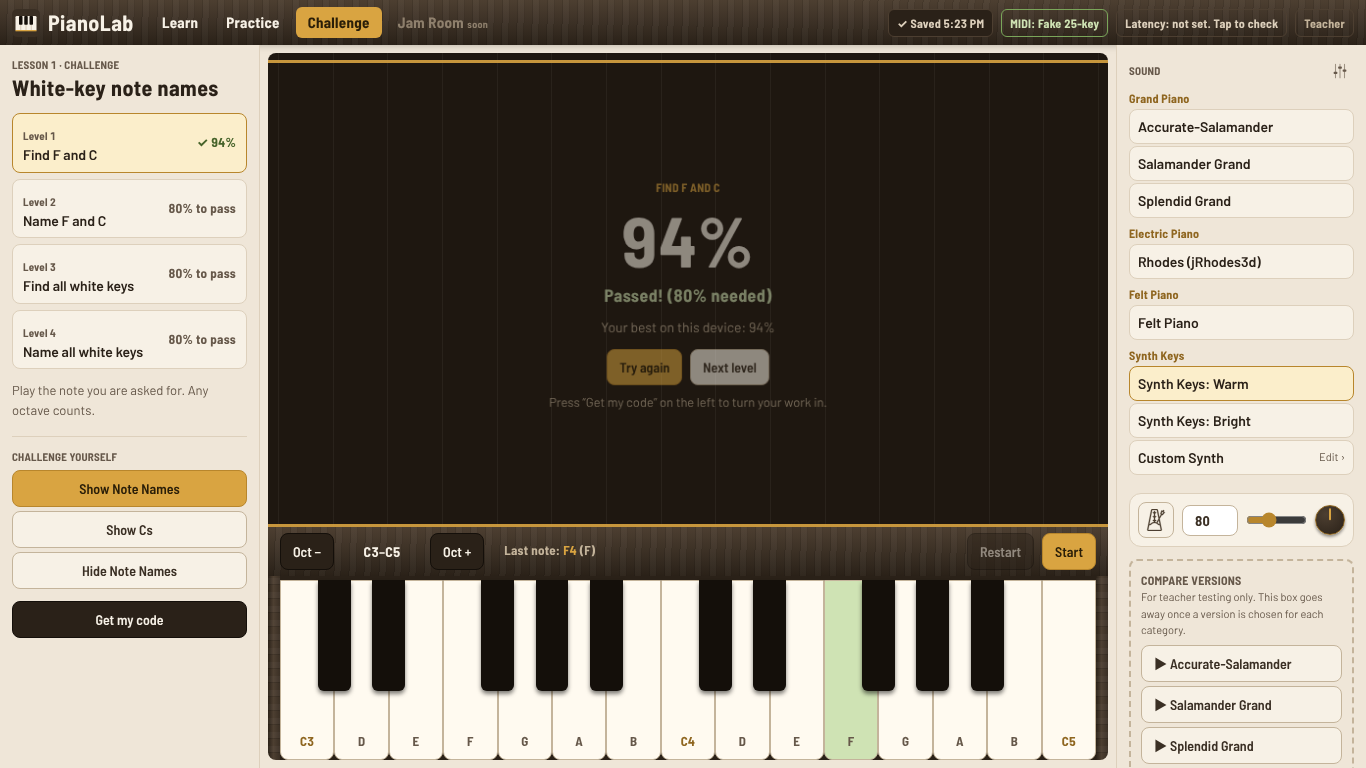 PianoLab
Learn
Practice
Challenge
Jam Room soon
✓ Saved 5:23 PM
MIDI: Fake 25-key
Latency: not set. Tap to check
Teacher
LESSON 1 · CHALLENGE
White-key note names
Level 1
Find F and C
✓ 94%
Level 2
Name F and C
80% to pass
Level 3
Find all white keys
80% to pass
Level 4
Name all white keys
80% to pass
Play the note you are asked for. Any
octave counts.
CHALLENGE YOURSELF
Show Note Names
Show Cs
Hide Note Names
Get my code
FIND F AND C
94%
Passed! (80% needed)
Your best on this device: 94%
Try again
Next level
Press "Get my code" on the left to turn your work in.
Oct −
C3–C5
Oct +
Last note: F4 (F)
Restart
Start
C3 D E F G A B C4 D E F G A B C5
SOUND
Grand Piano
Accurate-Salamander
Salamander Grand
Splendid Grand
Electric Piano
Rhodes (jRhodes3d)
Felt Piano
Felt Piano
Synth Keys
Synth Keys: Warm
Synth Keys: Bright
Custom Synth
Edit ›
80
COMPARE VERSIONS
For teacher testing only. This box goes
away once a version is chosen for each
category.
▶ Accurate-Salamander
▶ Salamander Grand
▶ Splendid Grand